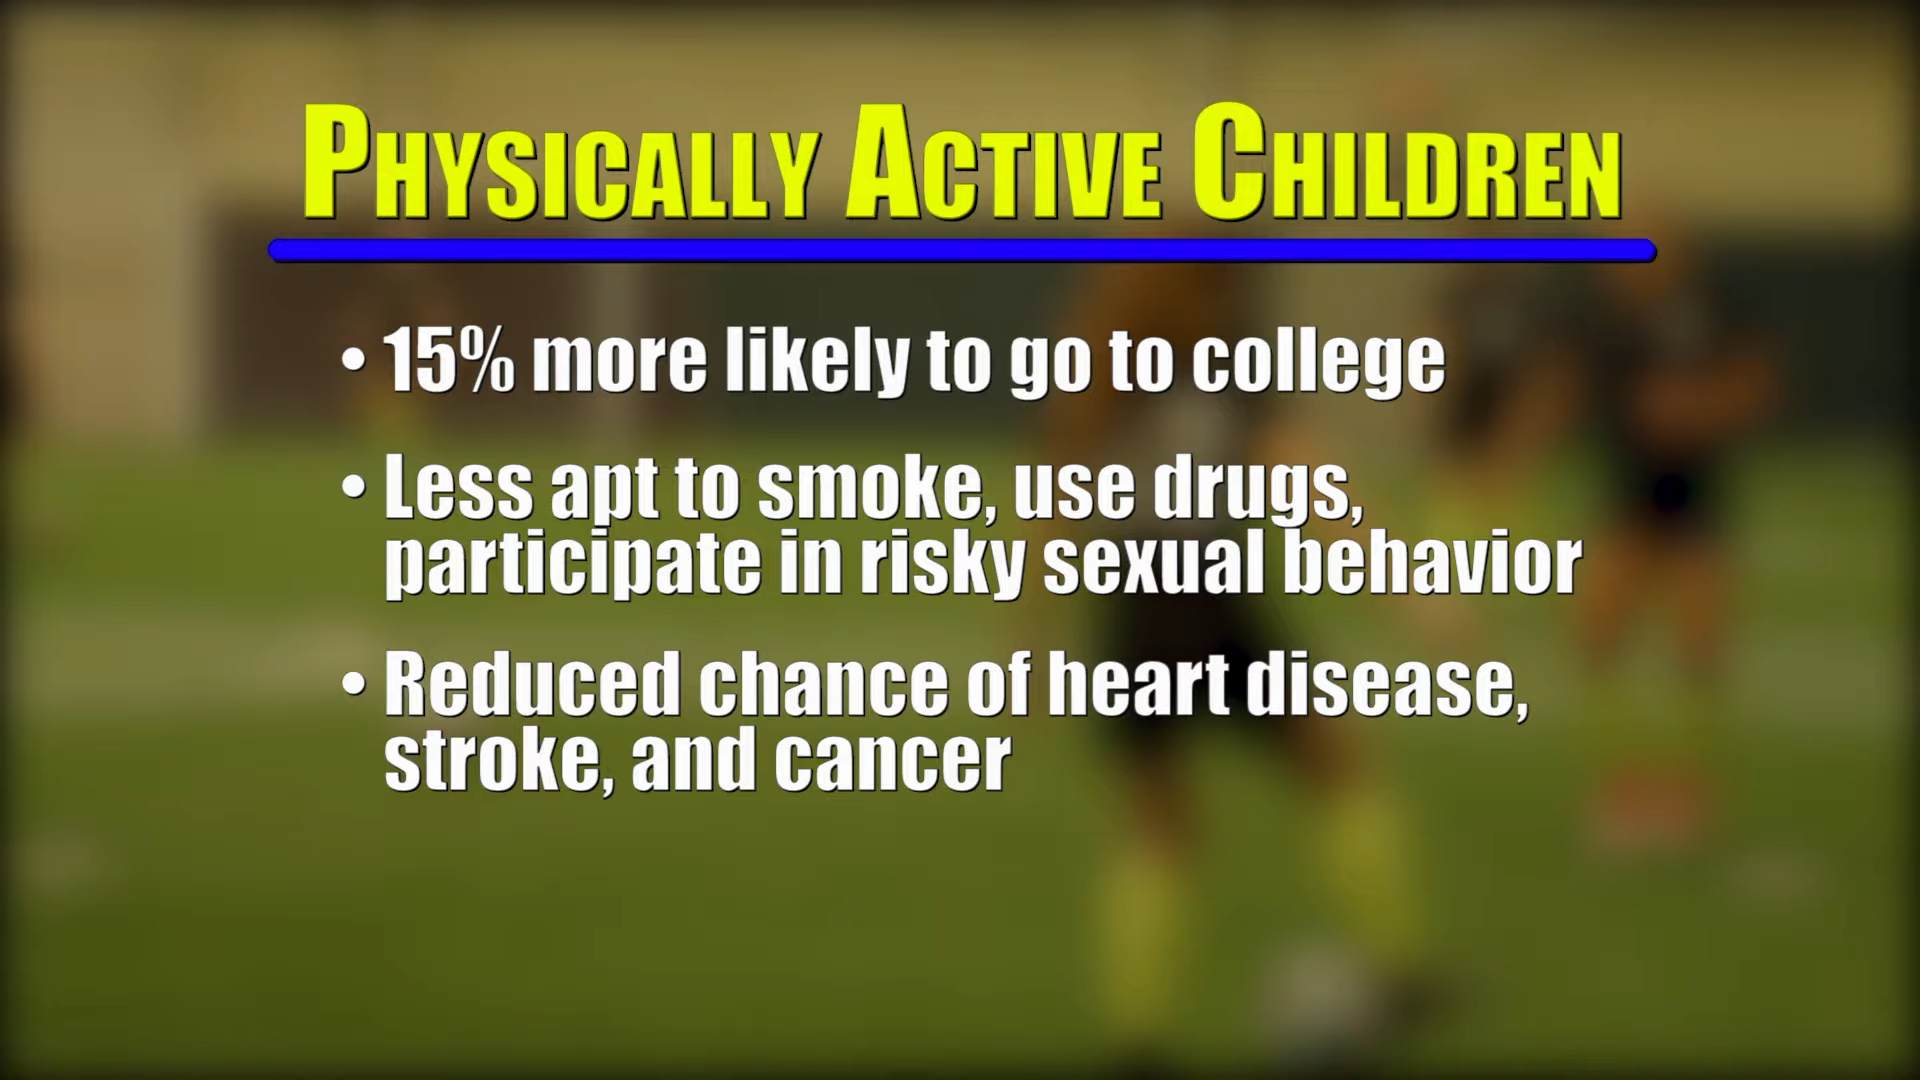 PHYSICALLY ACTIVE CHILDREN
• 15% more likely to go to college
• Less apt to smoke, use drugs,
participate in risky sexual behavior
• Reduced chance of heart disease,
stroke, and cancer